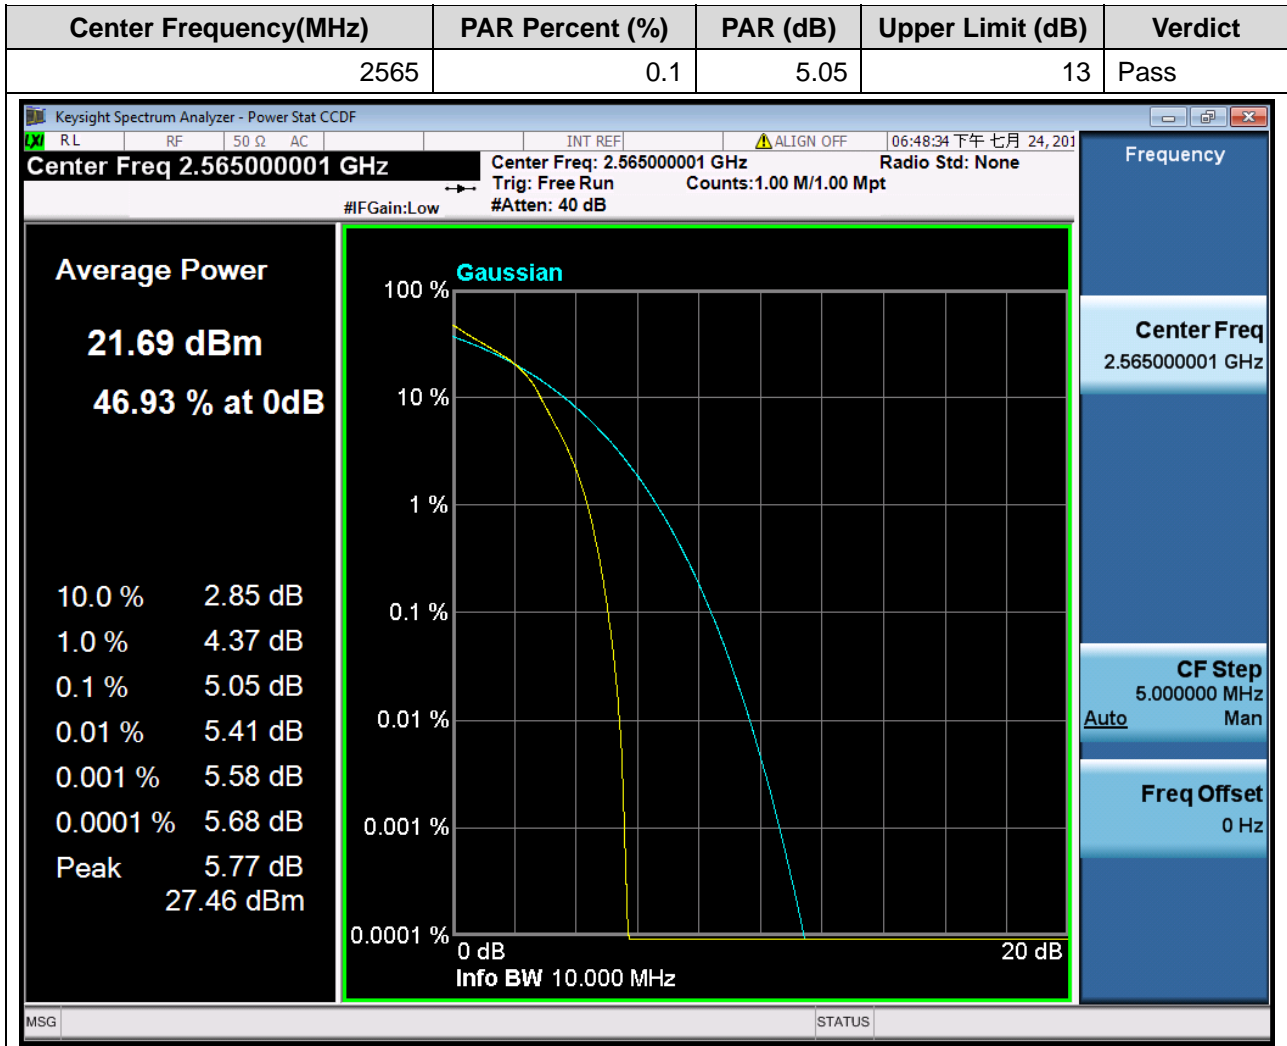 Center Frequency(MHz) PAR Percent (%) PAR (dB) Upper Limit (dB) Verdict
2565 0.1 5.05 13 Pass
Keysight Spectrum Analyzer - Power Stat CCDF
LXI RL RF 50 Ω AC INT REF ALIGN OFF 06:48:34 下午 七月 24, 201
Center Freq 2.565000001 GHz
Center Freq: 2.565000001 GHz Radio Std: None
Trig: Free Run Counts:1.00 M/1.00 Mpt
#IFGain:Low #Atten: 40 dB
Frequency
Average Power
21.69 dBm
46.93 % at 0dB
10.0 % 2.85 dB
1.0 % 4.37 dB
0.1 % 5.05 dB
0.01 % 5.41 dB
0.001 % 5.58 dB
0.0001 % 5.68 dB
Peak 5.77 dB
27.46 dBm
Gaussian
100 %
10 %
1 %
0.1 %
0.01 %
0.001 %
0.0001 %
0 dB 20 dB
Info BW 10.000 MHz
Center Freq
2.565000001 GHz
CF Step
5.000000 MHz
Auto Man
Freq Offset
0 Hz
MSG STATUS